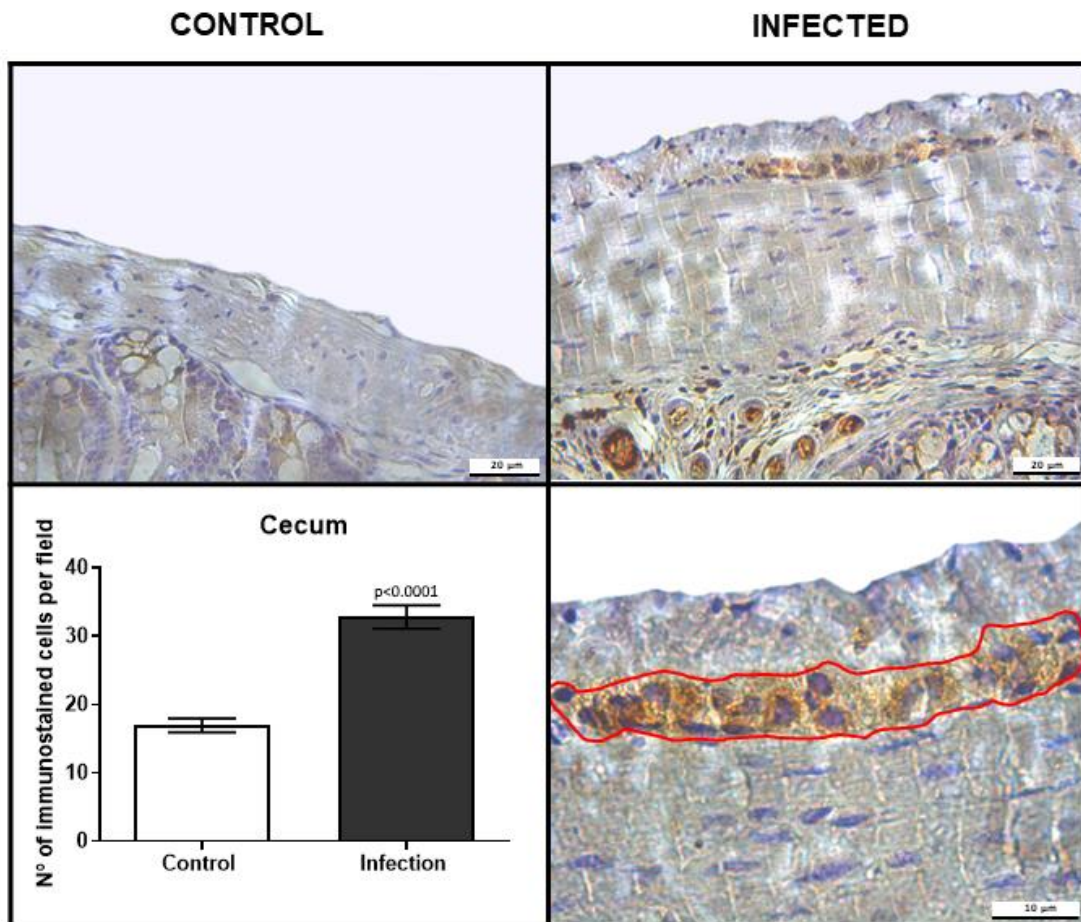 CONTROL
INFECTED
20 µm
20 µm
Cecum
N° of immunostained cells per field
40
30
20
10
0
p<0.0001
Control
Infection
10 µm